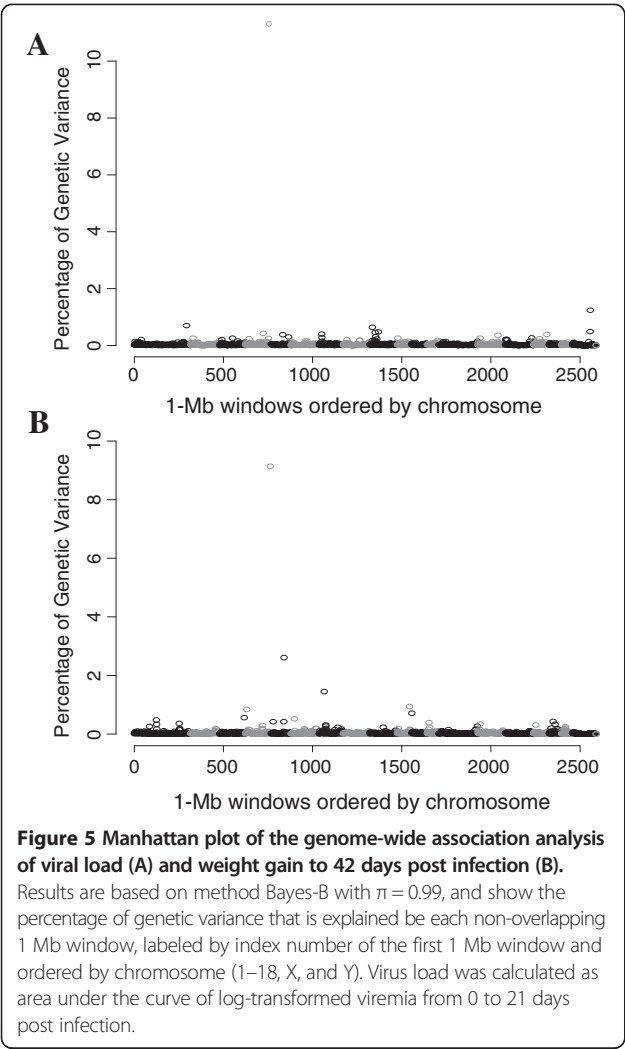 A
Percentage of Genetic Variance
10
8
6
4
2
0
0 500 1000 1500 2000 2500
1-Mb windows ordered by chromosome
B
Percentage of Genetic Variance
10
8
6
4
2
0
0 500 1000 1500 2000 2500
1-Mb windows ordered by chromosome
Figure 5 Manhattan plot of the genome-wide association analysis
of viral load (A) and weight gain to 42 days post infection (B).
Results are based on method Bayes-B with π = 0.99, and show the
percentage of genetic variance that is explained be each non-overlapping
1 Mb window, labeled by index number of the first 1 Mb window and
ordered by chromosome (1–18, X, and Y). Virus load was calculated as
area under the curve of log-transformed viremia from 0 to 21 days
post infection.